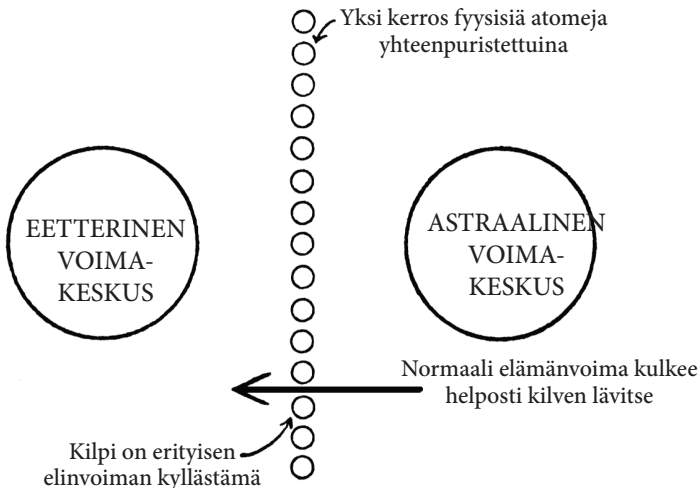 Yksi kerros fyysisiä atomeja
yhteenpuristettuina
EETTERINEN
VOIMA-
KESKUS
ASTRAALINEN
VOIMA-
KESKUS
Normaali elämänvoima kulkee
helposti kilven lävitse
Kilpi on erityisen
elinvoiman kyllästämä